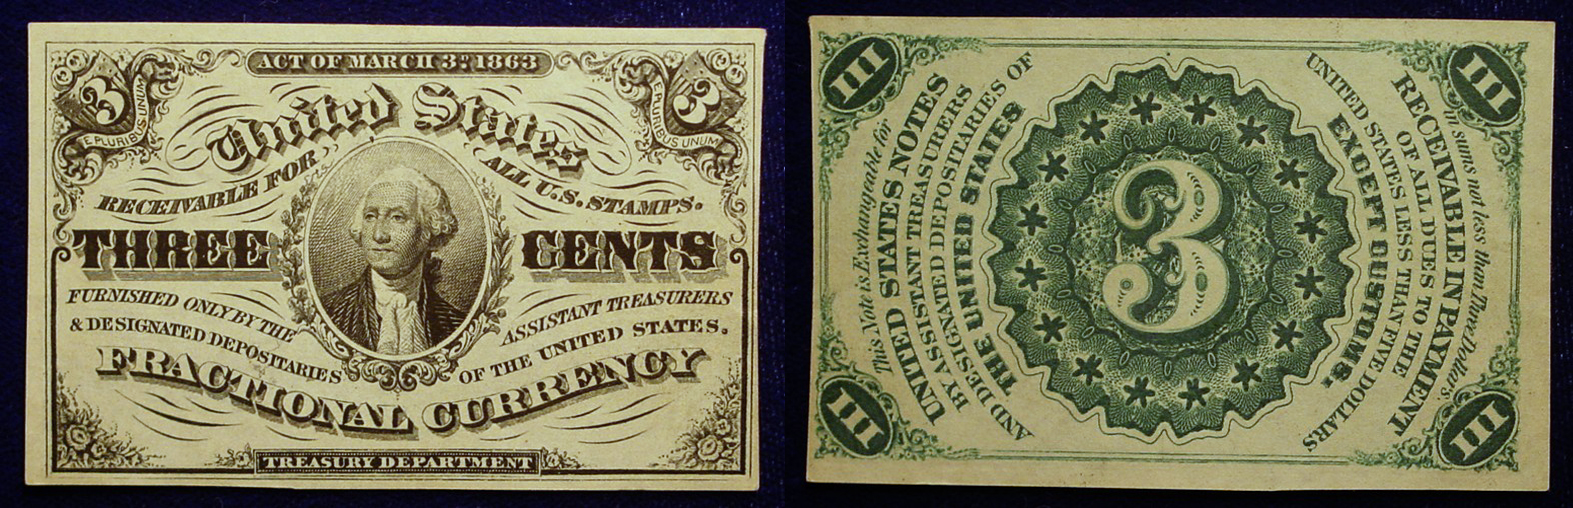 ACT OF MARCH 3D. 1863
3
3
E PLURIBUS UNUM
E PLURIBUS UNUM
United States
RECEIVABLE FOR
ALL U.S. STAMPS.
THREE CENTS
FURNISHED ONLY BY THE
ASSISTANT TREASURERS
& DESIGNATED DEPOSITARIES
OF THE UNITED STATES.
FRACTIONAL CURRENCY
TREASURY DEPARTMENT
III
III
This Note is Exchangeable for
UNITED STATES NOTES
BY ASSISTANT TREASURERS
AND DESIGNATED DEPOSITARIES OF
THE UNITED STATES
3
RECEIVABLE IN PAYMENT
OF ALL DUES TO THE
UNITED STATES LESS THAN FIVE DOLLARS
EXCEPT CUSTOMS.
in sums not less than Three Dollars.
III
III